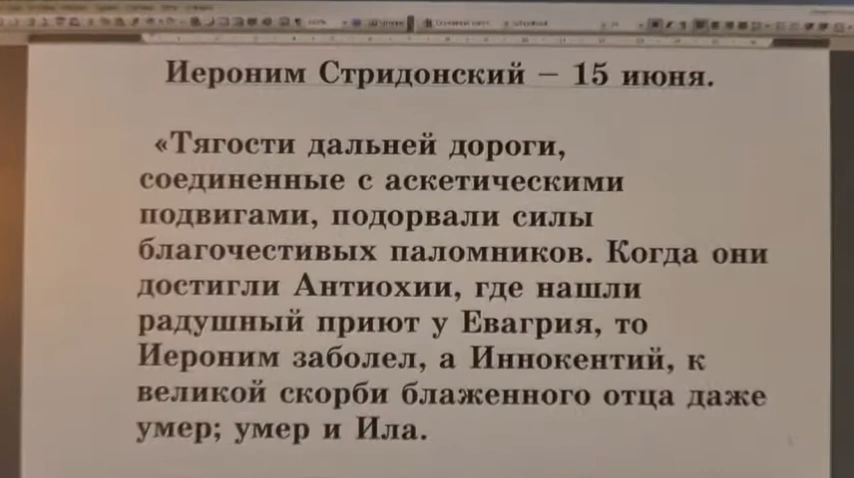 Иероним Стридонский – 15 июня.
«Тягости дальней дороги,
соединенные с аскетическими
подвигами, подорвали силы
благочестивых паломников. Когда они
достигли Антиохии, где нашли
радушный приют у Евагрия, то
Иероним заболел, а Иннокентий, к
великой скорби блаженного отца даже
умер; умер и Ила.